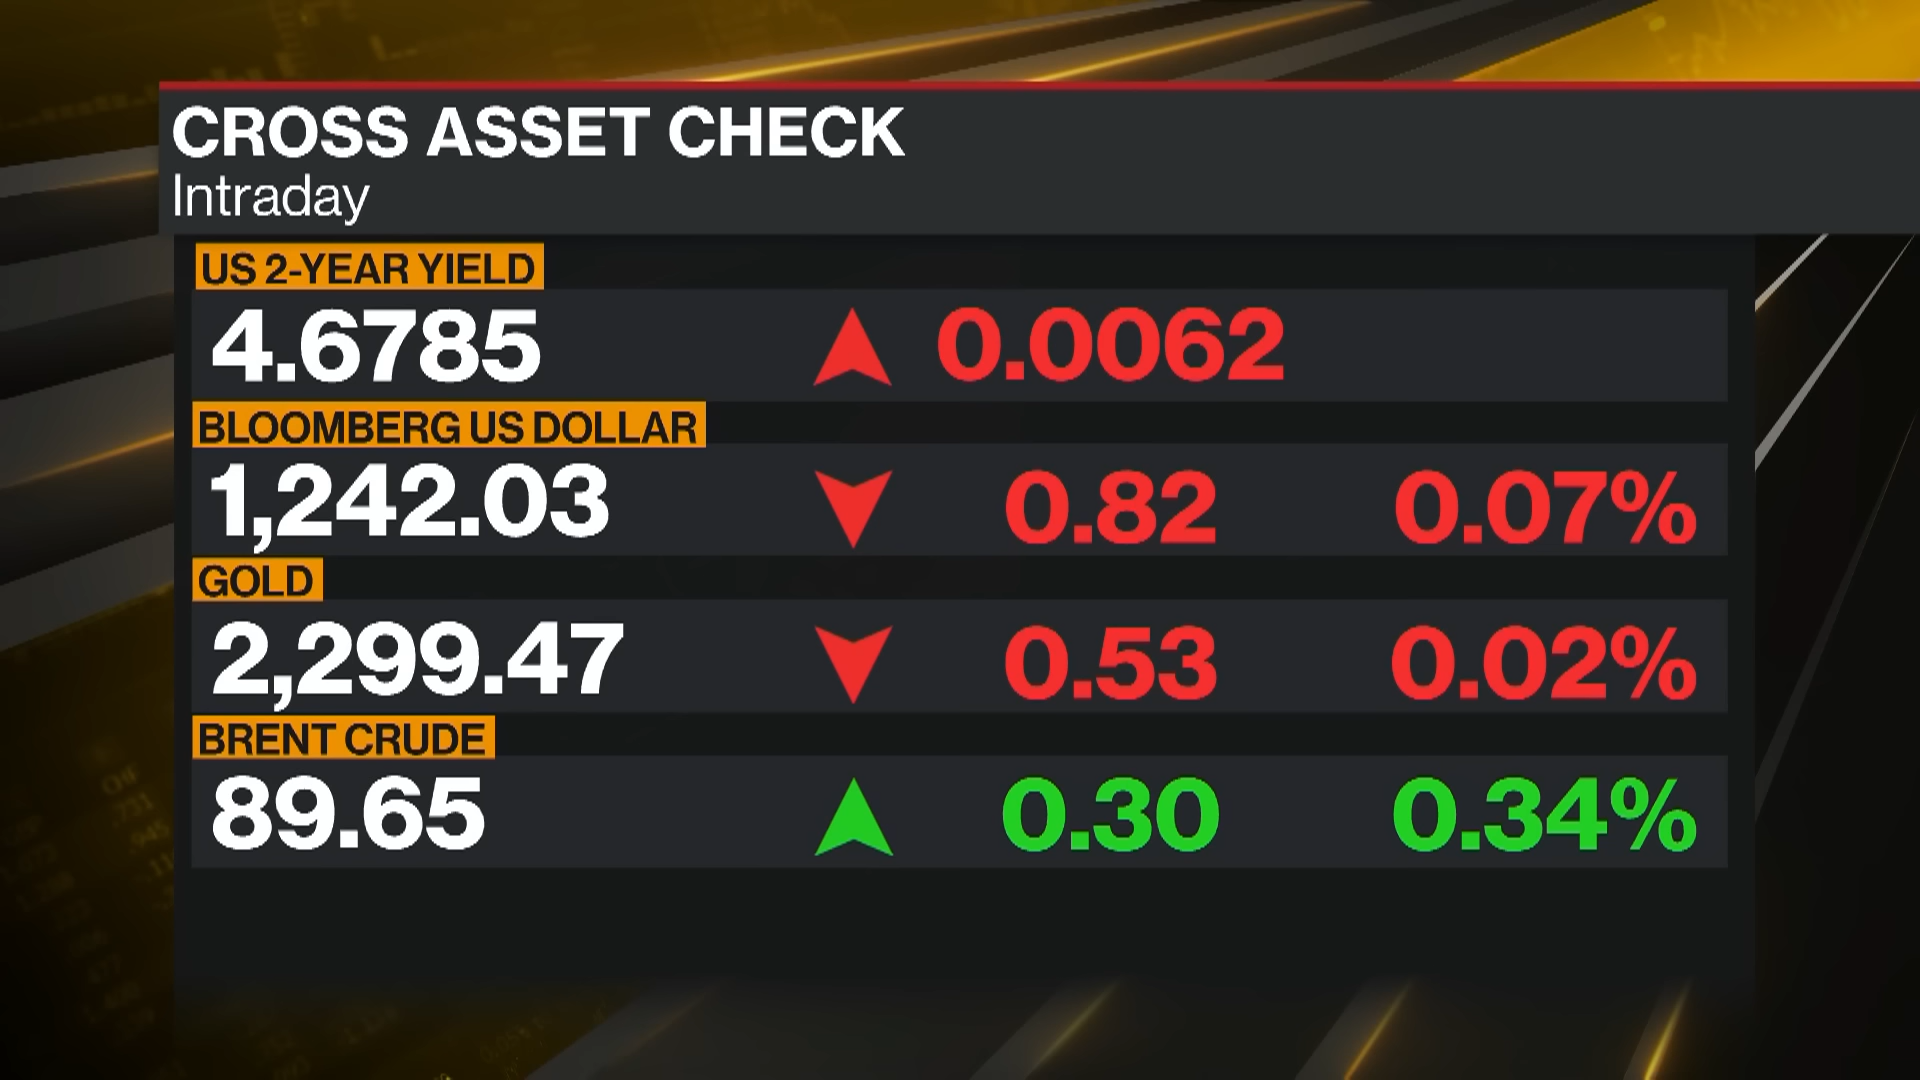 CROSS ASSET CHECK
Intraday
US 2-YEAR YIELD
4.6785 0.0062
BLOOMBERG US DOLLAR
1,242.03 0.82 0.07%
GOLD
2,299.47 0.53 0.02%
BRENT CRUDE
89.65 0.30 0.34%